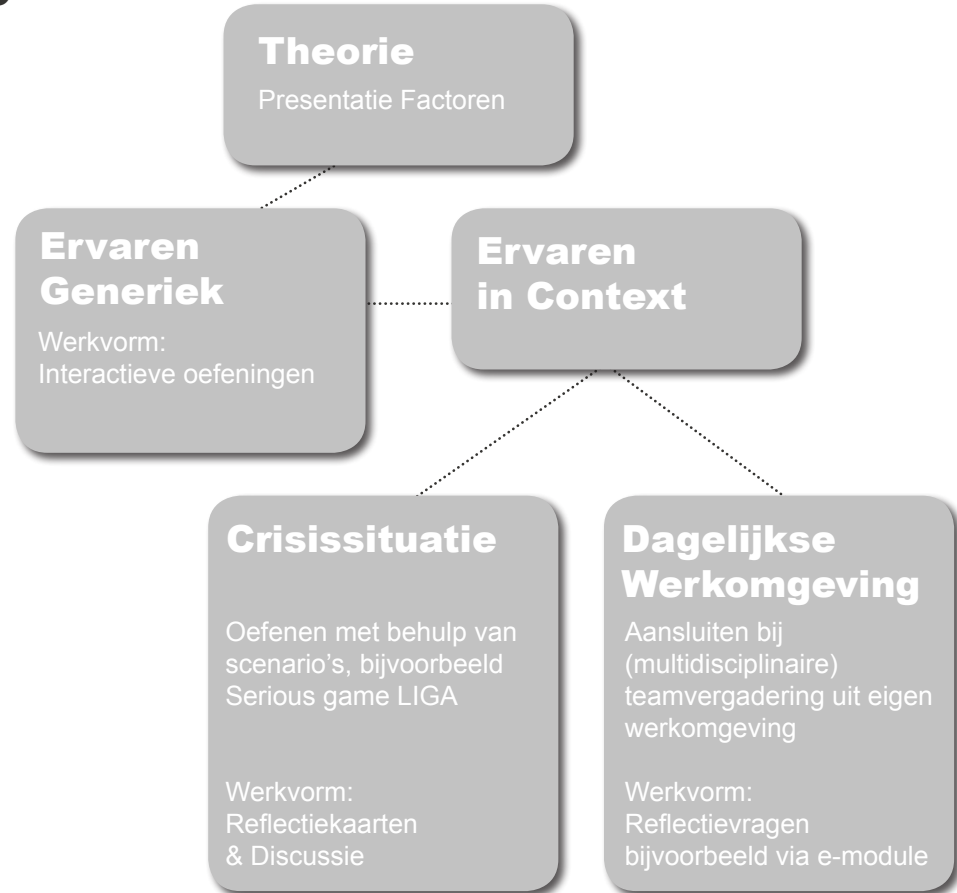 Theorie
Presentatie Factoren
Ervaren
Generiek
Werkvorm:
Interactieve oefeningen
Ervaren
in Context
Crisissituatie
Oefenen met behulp van
scenario’s, bijvoorbeeld
Serious game LIGA
Werkvorm:
Reflectiekaarten
& Discussie
Dagelijkse
Werkomgeving
Aansluiten bij
(multidisciplinaire)
teamvergadering uit eigen
werkomgeving
Werkvorm:
Reflectievragen
bijvoorbeeld via e-module